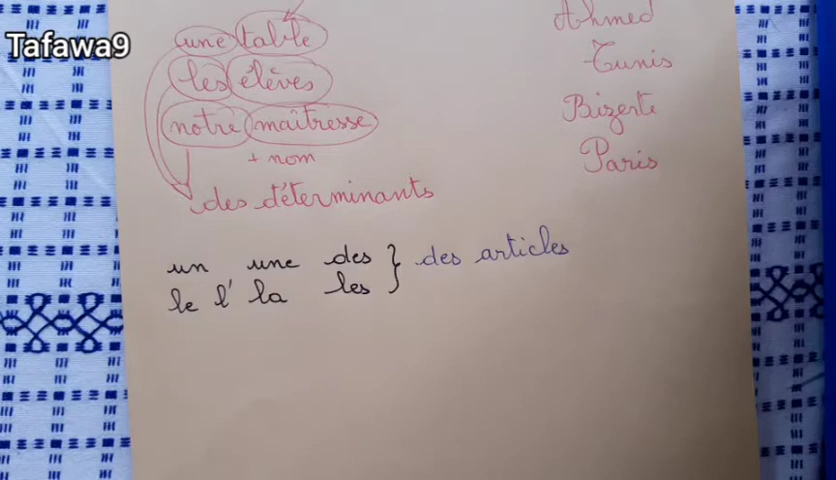 Tafawa9
une table
les élèves
notre maîtresse
+ nom
des déterminants
Ahmed
Tunis
Bizerte
Paris
un une des } des articles
le l' la les